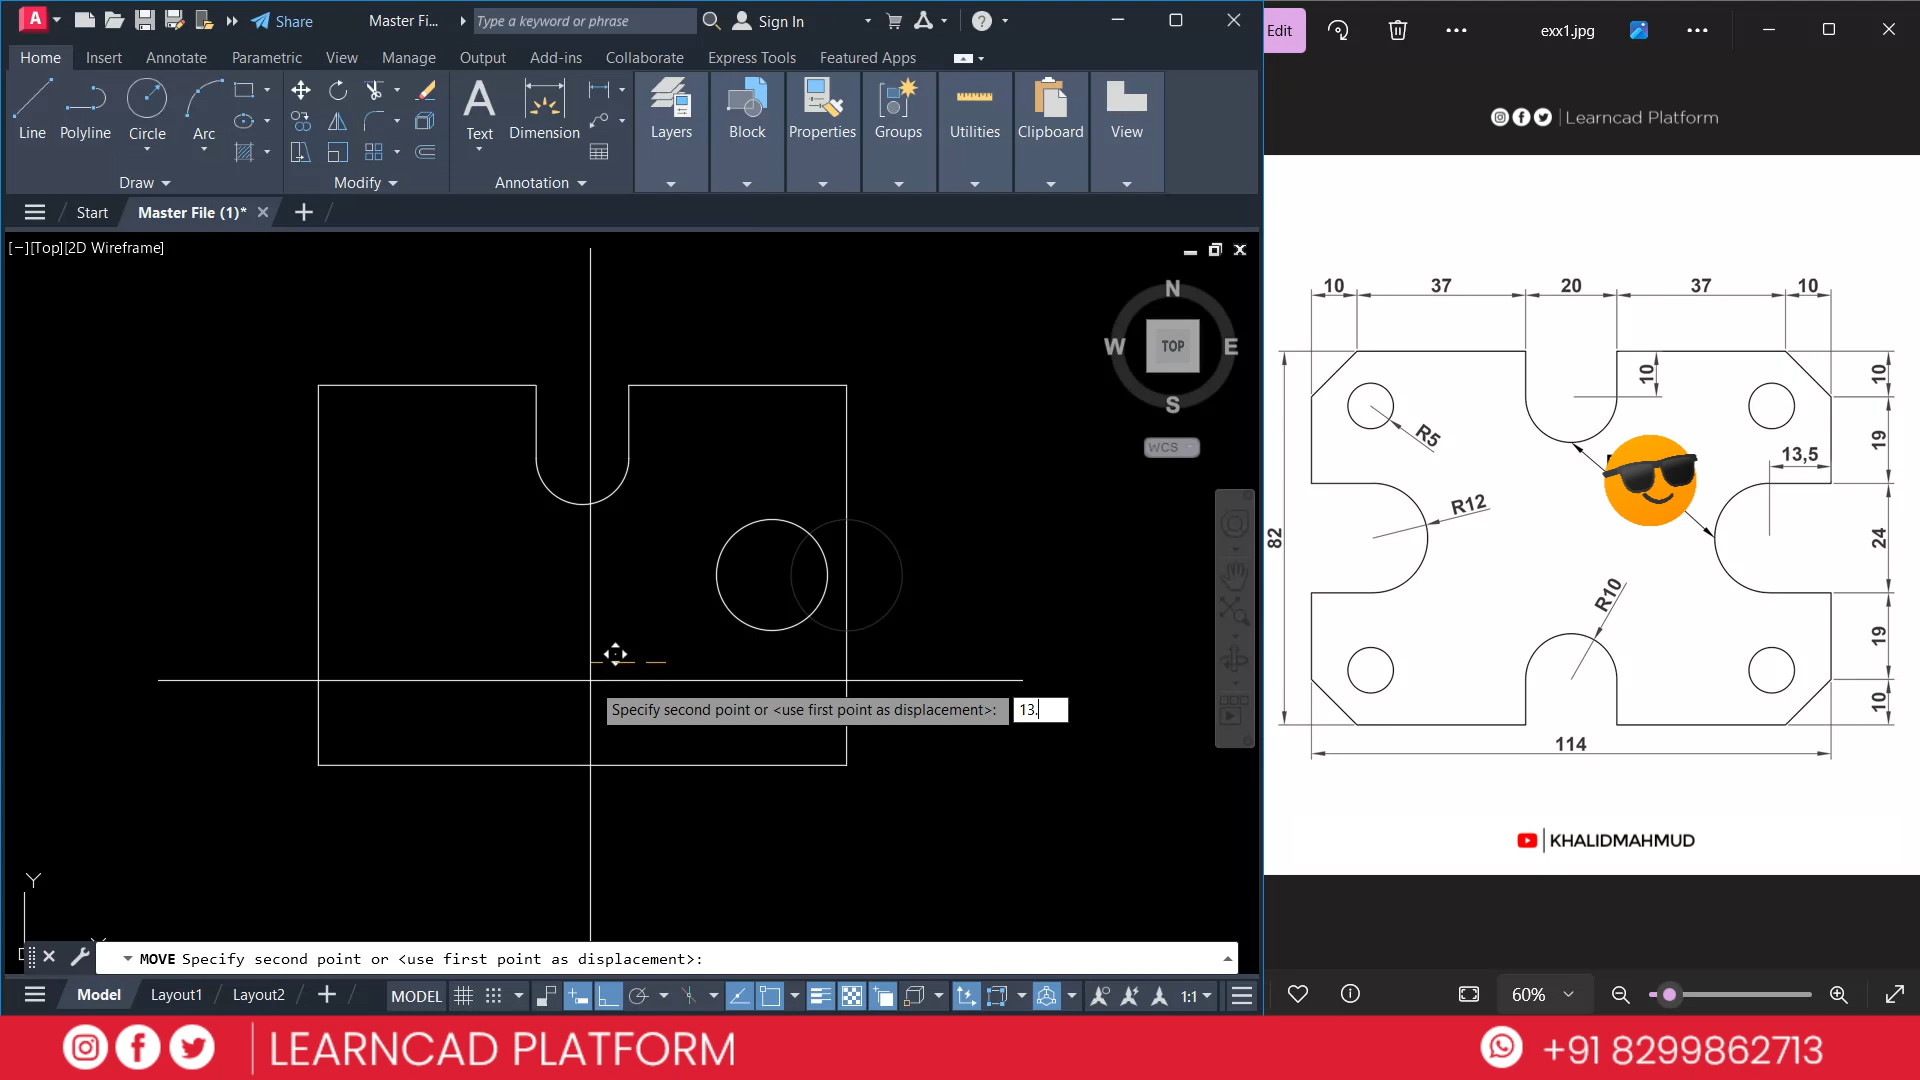 A
Share
Master Fi...
Type a keyword or phrase
Sign In
?
Home
Insert
Annotate
Parametric
View
Manage
Output
Add-ins
Collaborate
Express Tools
Featured Apps
Line
Polyline
Circle
Arc
Text
Dimension
Layers
Block
Properties
Groups
Utilities
Clipboard
View
Draw
Modify
Annotation
Start
Master File (1)*
[−][Top][2D Wireframe]
N
W
TOP
E
S
WCS
Specify second point or <use first point as displacement>:
13.
Y
MOVE Specify second point or <use first point as displacement>:
Model
Layout1
Layout2
MODEL
1:1
Edit
exx1.jpg
Learncad Platform
10
37
20
37
10
10
10
R5
19
13,5
R12
82
24
R10
19
10
114
KHALIDMAHMUD
60%
LEARNCAD PLATFORM
+91 8299862713